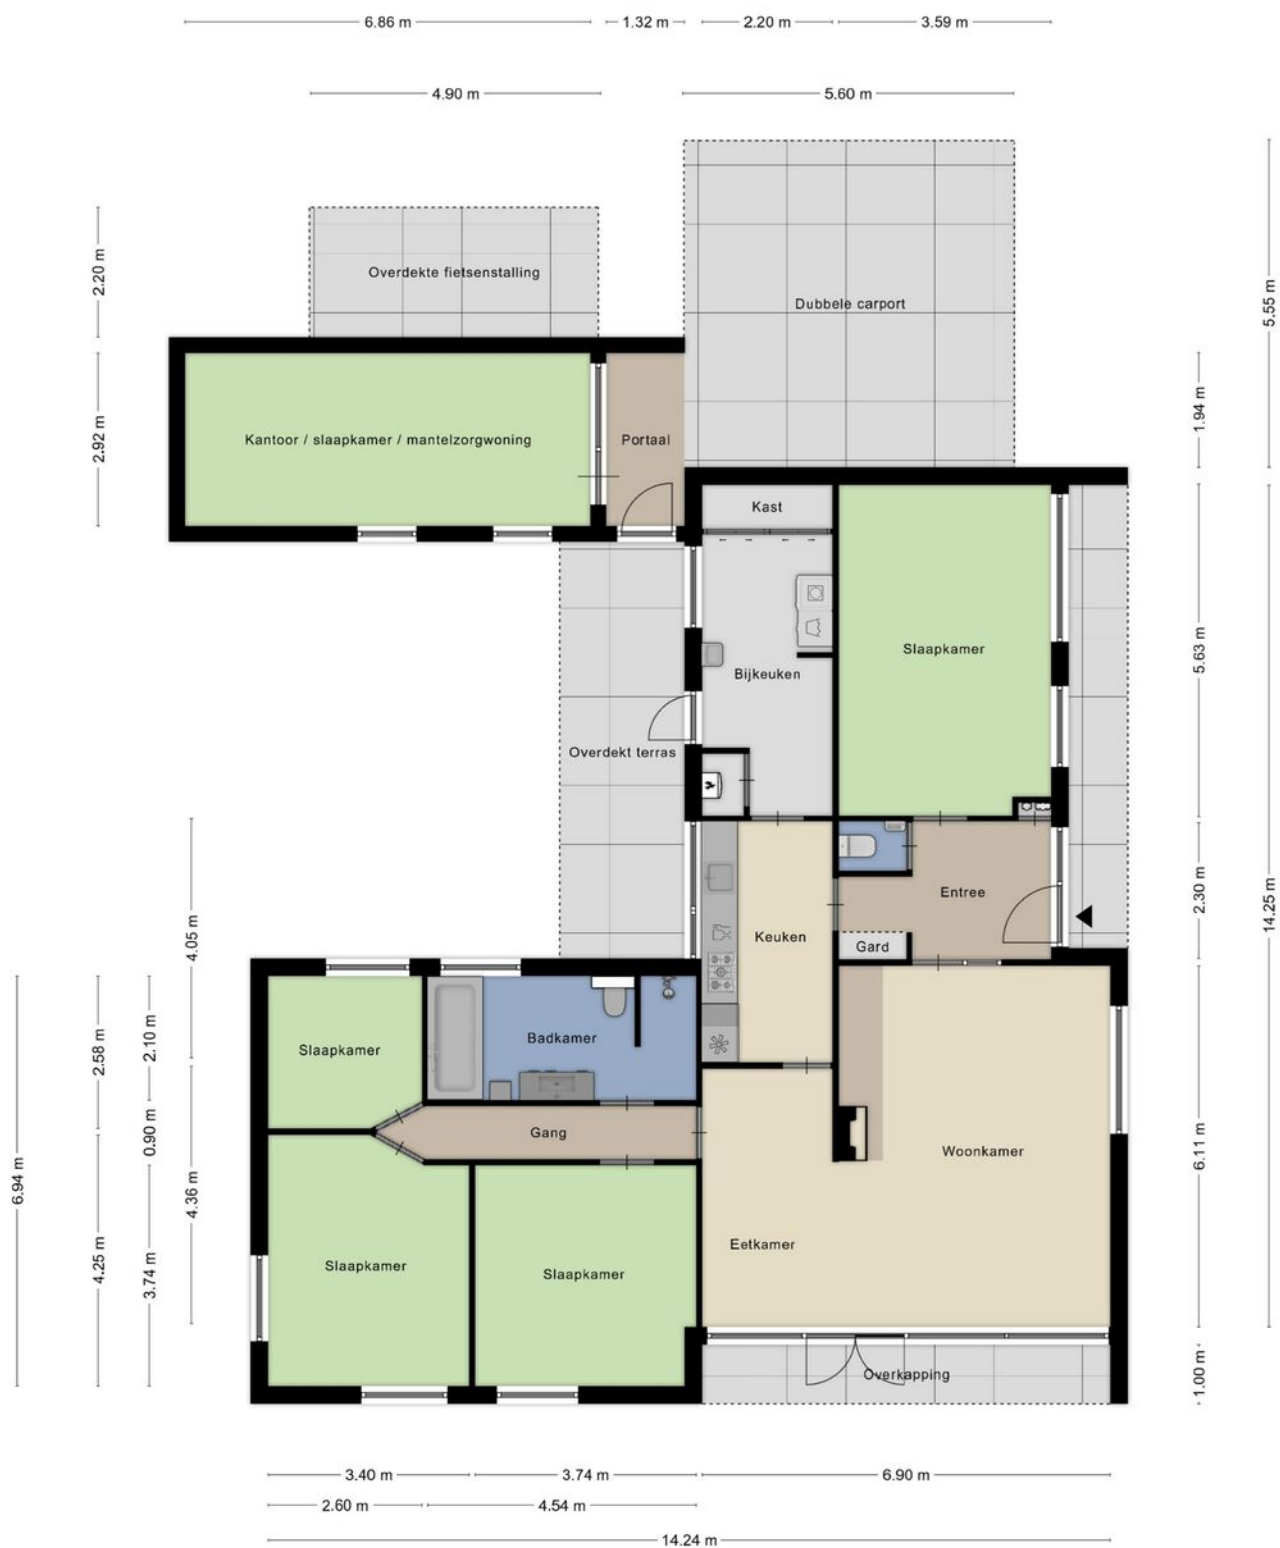 6.86 m
1.32 m
2.20 m
3.59 m
4.90 m
5.60 m
2.20 m
Overdekte fietsenstalling
Dubbele carport
5.55 m
2.92 m
Kantoor / slaapkamer / mantelzorgwoning
Portaal
1.94 m
Kast
Slaapkamer
5.63 m
Bijkeuken
Overdekt terras
Entree
2.30 m
14.25 m
4.05 m
Keuken
Gard
2.58 m
2.10 m
Slaapkamer
Badkamer
0.90 m
Gang
Woonkamer
6.11 m
6.94 m
4.36 m
Eetkamer
4.25 m
3.74 m
Slaapkamer
Slaapkamer
Overkapping
1.00 m
3.40 m
3.74 m
6.90 m
2.60 m
4.54 m
14.24 m